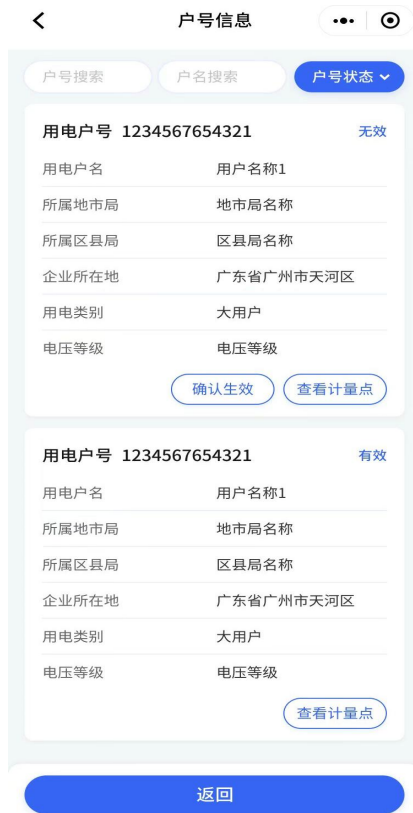 户号信息
户号搜索 户名搜索 户号状态
用电户号 1234567654321 无效
用电户名 用户名称1
所属地市局 地市局名称
所属区县局 区县局名称
企业所在地 广东省广州市天河区
用电类别 大用户
电压等级 电压等级
确认生效 查看计量点
用电户号 1234567654321 有效
用电户名 用户名称1
所属地市局 地市局名称
所属区县局 区县局名称
企业所在地 广东省广州市天河区
用电类别 大用户
电压等级 电压等级
查看计量点
返回